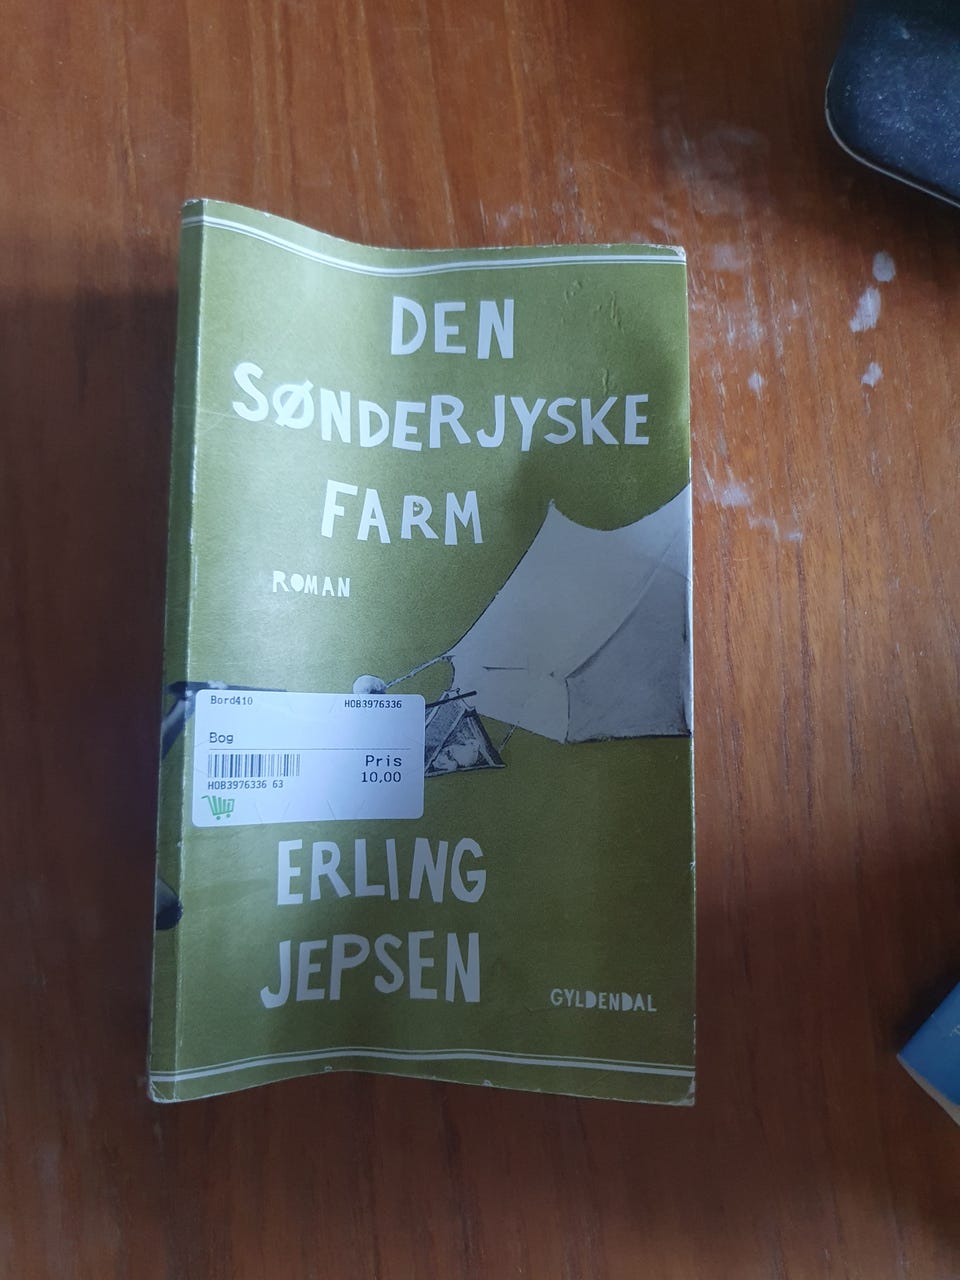 DEN
SØNDERJYSKE
FARM
ROMAN
Bord410 HOB3976336
Bog
Pris
10,00
HOB3976336 63
ERLING
JEPSEN
GYLDENDAL